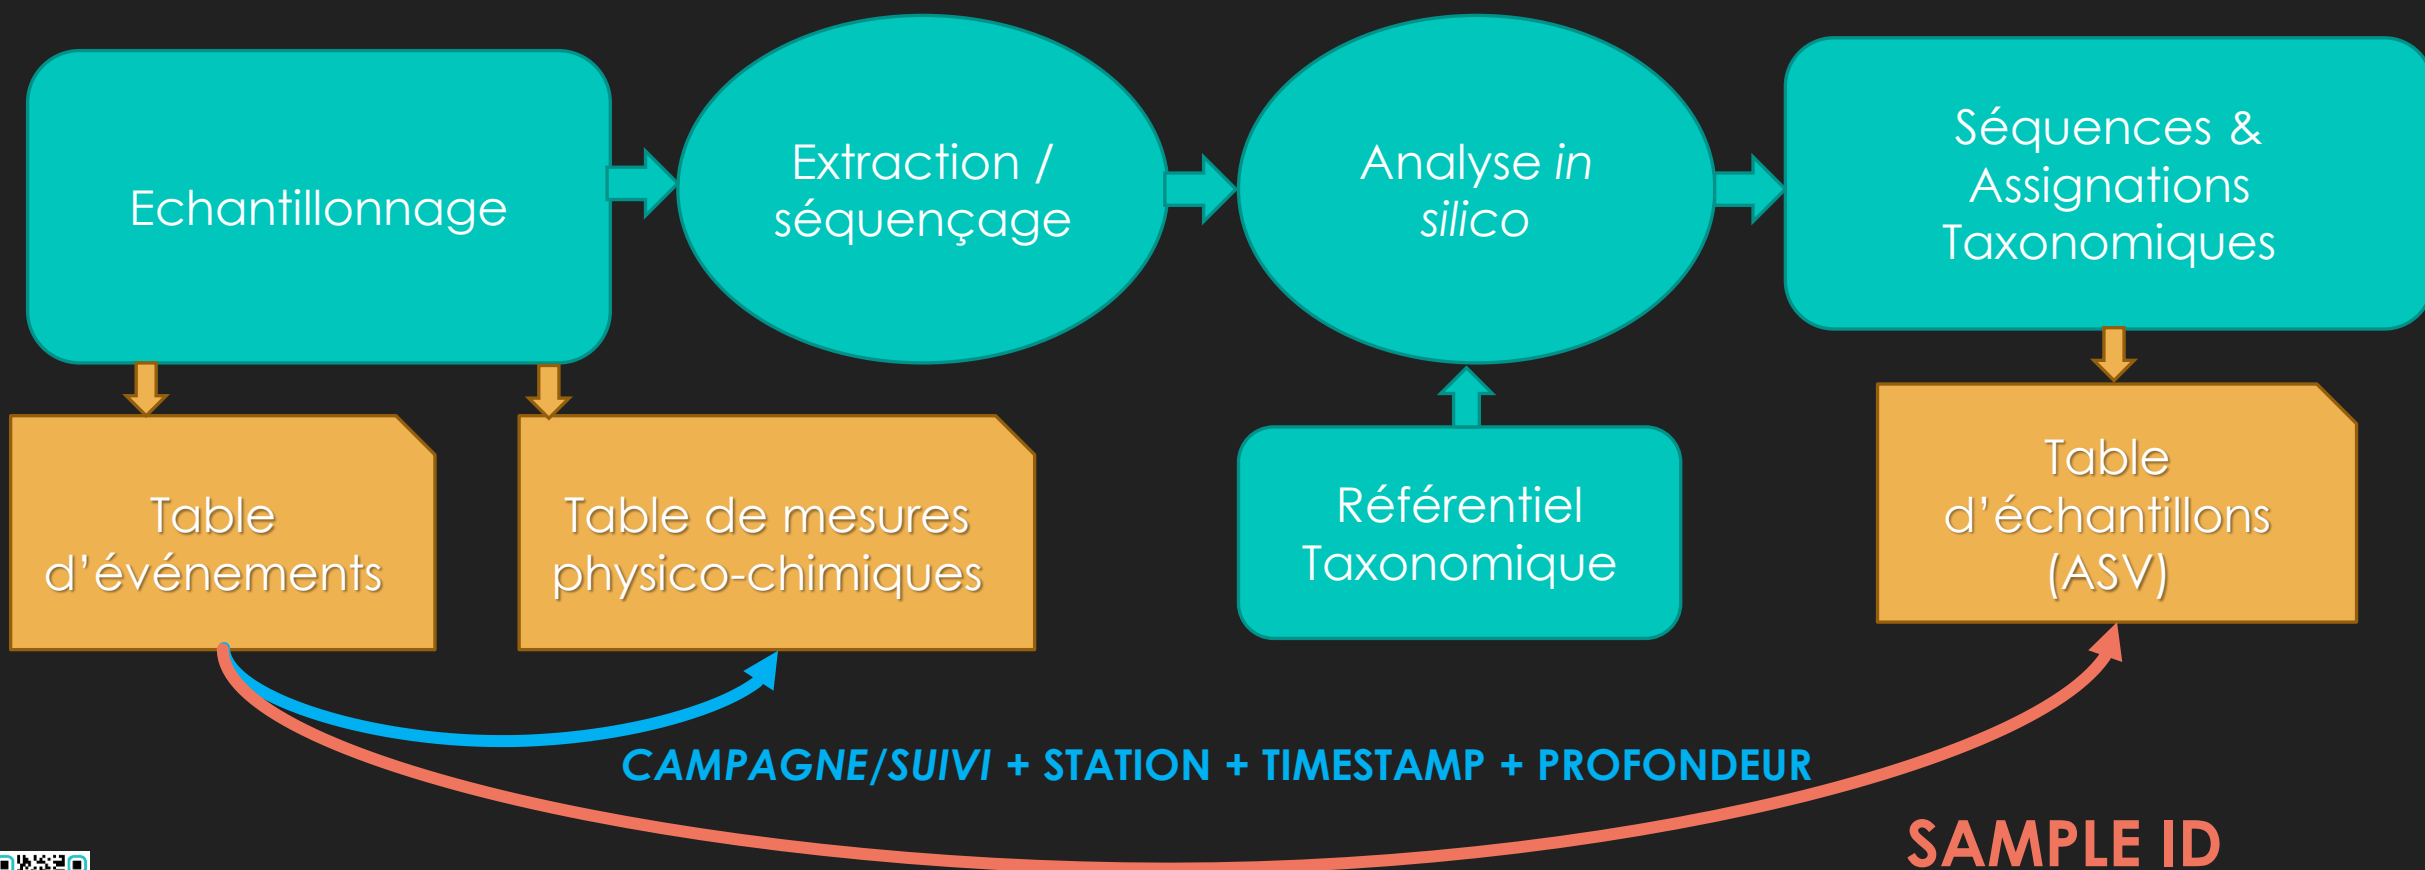 Echantillonnage
Extraction /
séquençage
Analyse in
silico
Séquences &
Assignations
Taxonomiques
Table
d’événements
Table de mesures
physico-chimiques
Référentiel
Taxonomique
Table
d’échantillons
(ASV)
CAMPAGNE/SUIVI + STATION + TIMESTAMP + PROFONDEUR
SAMPLE ID